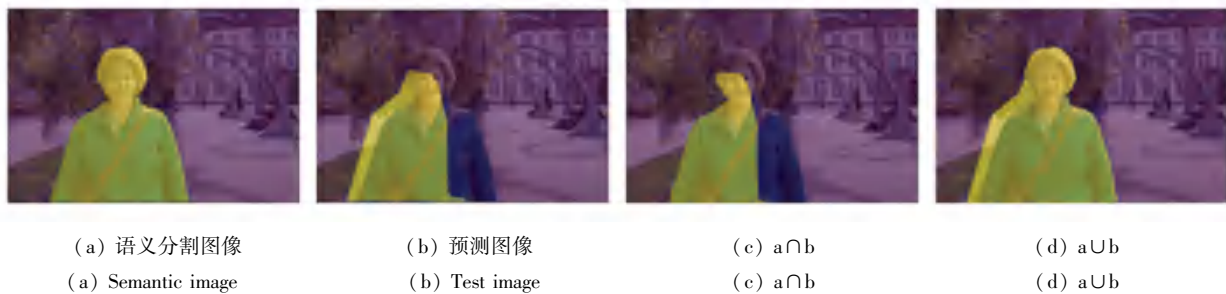 (a) 语义分割图像 (b) 预测图像 (c) a∩b (d) a∪b
(a) Semantic image (b) Test image (c) a∩b (d) a∪b